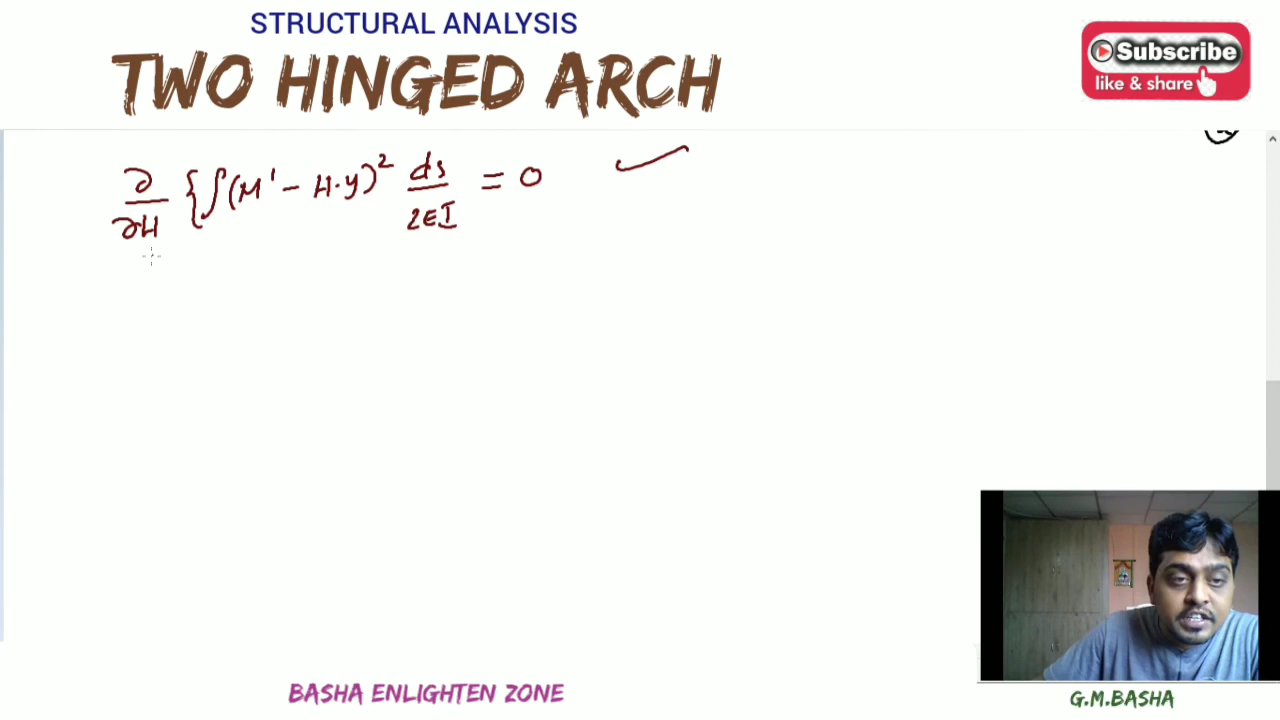 STRUCTURAL ANALYSIS
TWO HINGED ARCH
Subscribe
like & share
∂/∂H {∫(M' - H·y)² ds/2EI = 0
BASHA ENLIGHTEN ZONE
G.M.BASHA